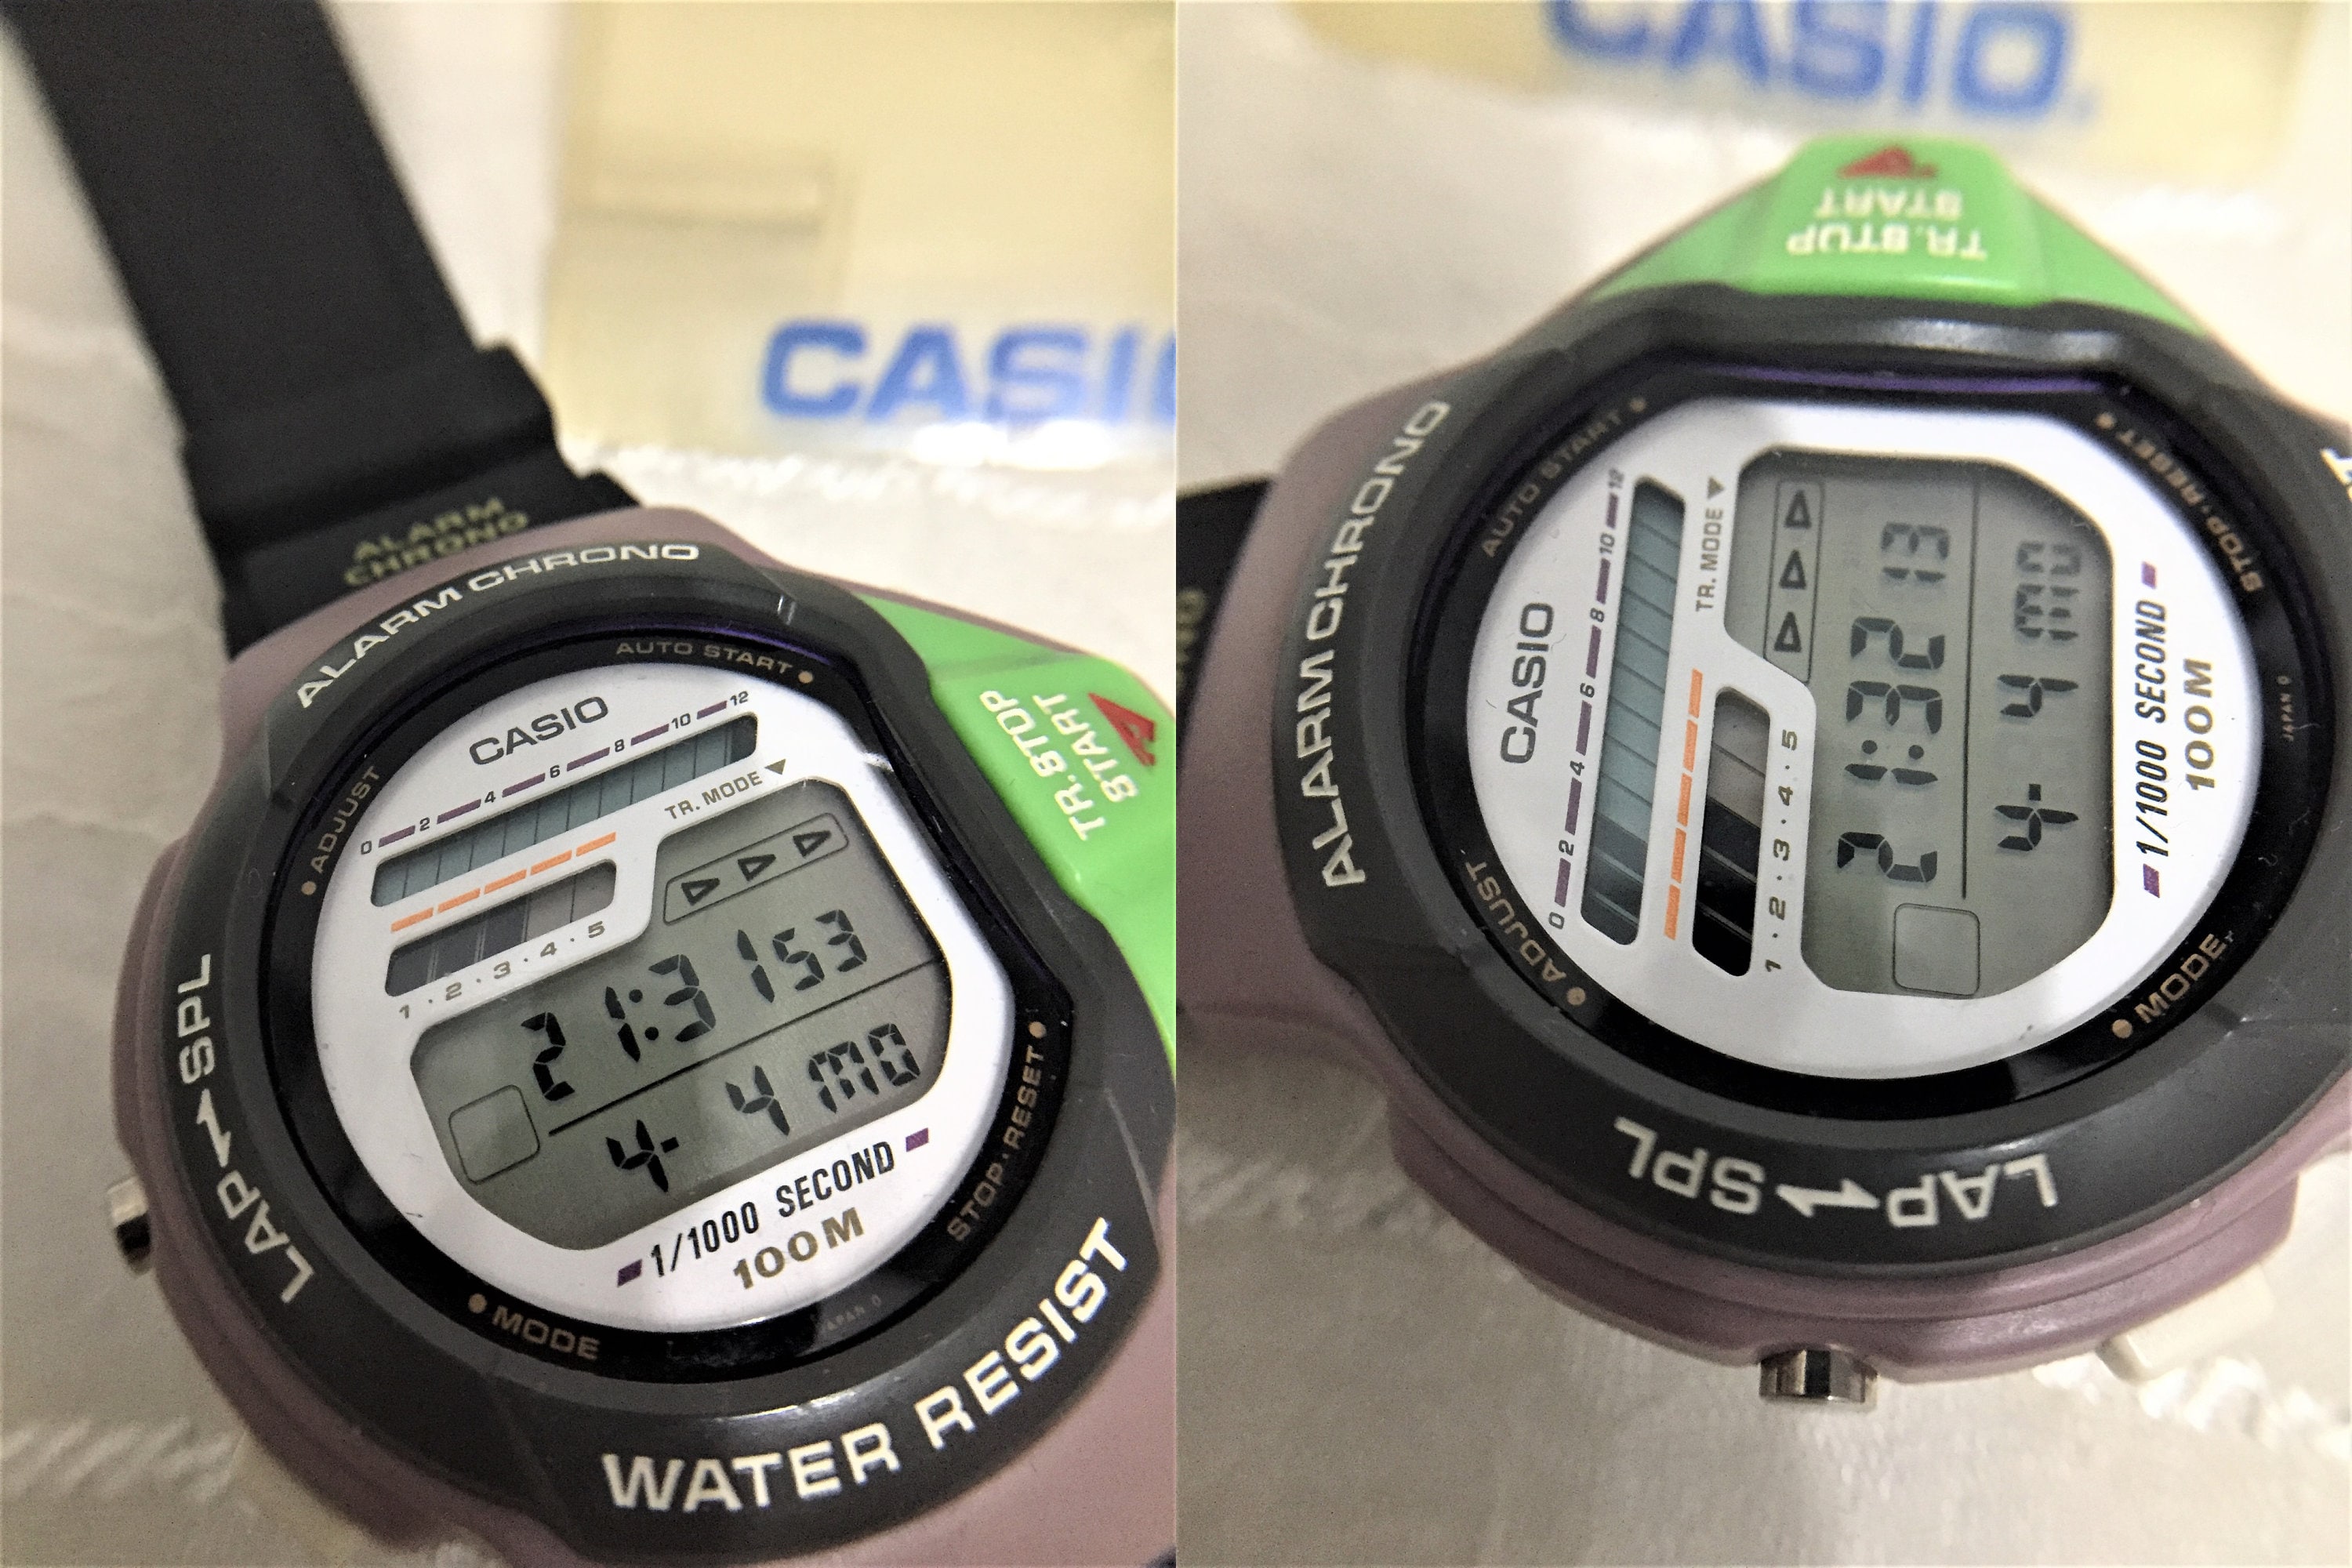 CASIO
ALARM
CHRONO
ALARM CHRONO
AUTO START
ADJUST
CASIO
0 2 4 6 8 10 12
TR. MODE
1 · 2 · 3 · 4 · 5
21:31 53
4- 4 MO
1/1000 SECOND
100M
LAP SPL
MODE
STOP·RESET
JAPAN 0
WATER RESIST
TR.STOP
START
A
CASIO
A
START
TR.STOP
ALARM CHRONO
AUTO START
STOP·RESET
CASIO
0 2 4 6 8 10 12
TR. MODE
1 · 2 · 3 · 4 · 5
21:32 13
4- 4 MO
1/1000 SECOND
100M
JAPAN 0
ADJUST
MODE
LAP SPL